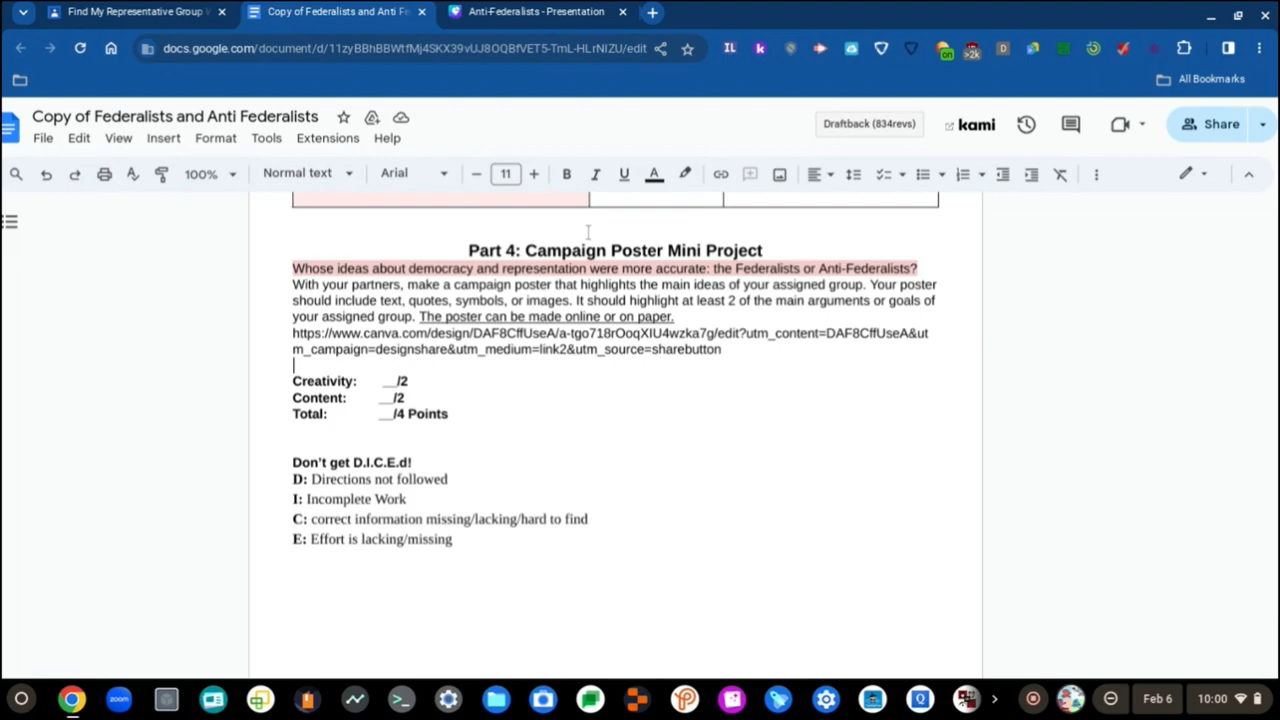 Find My Representative Group
Copy of Federalists and Anti Fe
Anti-Federalists - Presentation
docs.google.com/document/d/11zyBBhBBWtfMj4SKX39vUJ8OQBfVET5-TmL-HLrNIZU/edit
All Bookmarks
Copy of Federalists and Anti Federalists
File Edit View Insert Format Tools Extensions Help
Draftback (834revs)
kami
Share
100% Normal text Arial 11
Part 4: Campaign Poster Mini Project
Whose ideas about democracy and representation were more accurate: the Federalists or Anti-Federalists?
With your partners, make a campaign poster that highlights the main ideas of your assigned group. Your poster
should include text, quotes, symbols, or images. It should highlight at least 2 of the main arguments or goals of
your assigned group. The poster can be made online or on paper.
https://www.canva.com/design/DAF8CffUseA/a-tgo718rOoqXIU4wzka7g/edit?utm_content=DAF8CffUseA&ut
m_campaign=designshare&utm_medium=link2&utm_source=sharebutton
Creativity: __/2
Content: __/2
Total: __/4 Points
Don't get D.I.C.E.d!
D: Directions not followed
I: Incomplete Work
C: correct information missing/lacking/hard to find
E: Effort is lacking/missing
zoom
Feb 6
10:00